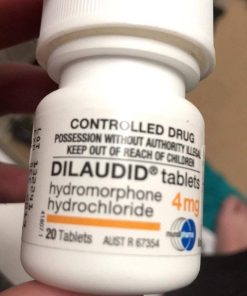 CONTROLLED DRUG
POSSESSION WITHOUT AUTHORITY ILLEGAL
KEEP OUT OF REACH OF CHILDREN
DILAUDID® tablets
hydromorphone
hydrochloride 4mg
20 Tablets AUST R 67354